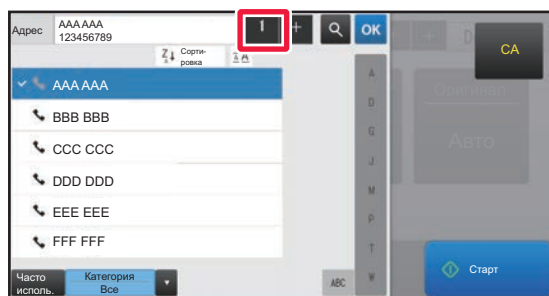 Адрес
AAA AAA
123456789
1
+
OK
CA
Z
A
Сорти-
ровка
AAA AAA
BBB BBB
CCC CCC
DDD DDD
EEE EEE
FFF FFF
A
D
G
J
M
P
T
W
Оригинал
Авто
Часто
исполь.
Категория
Все
ABC
Старт